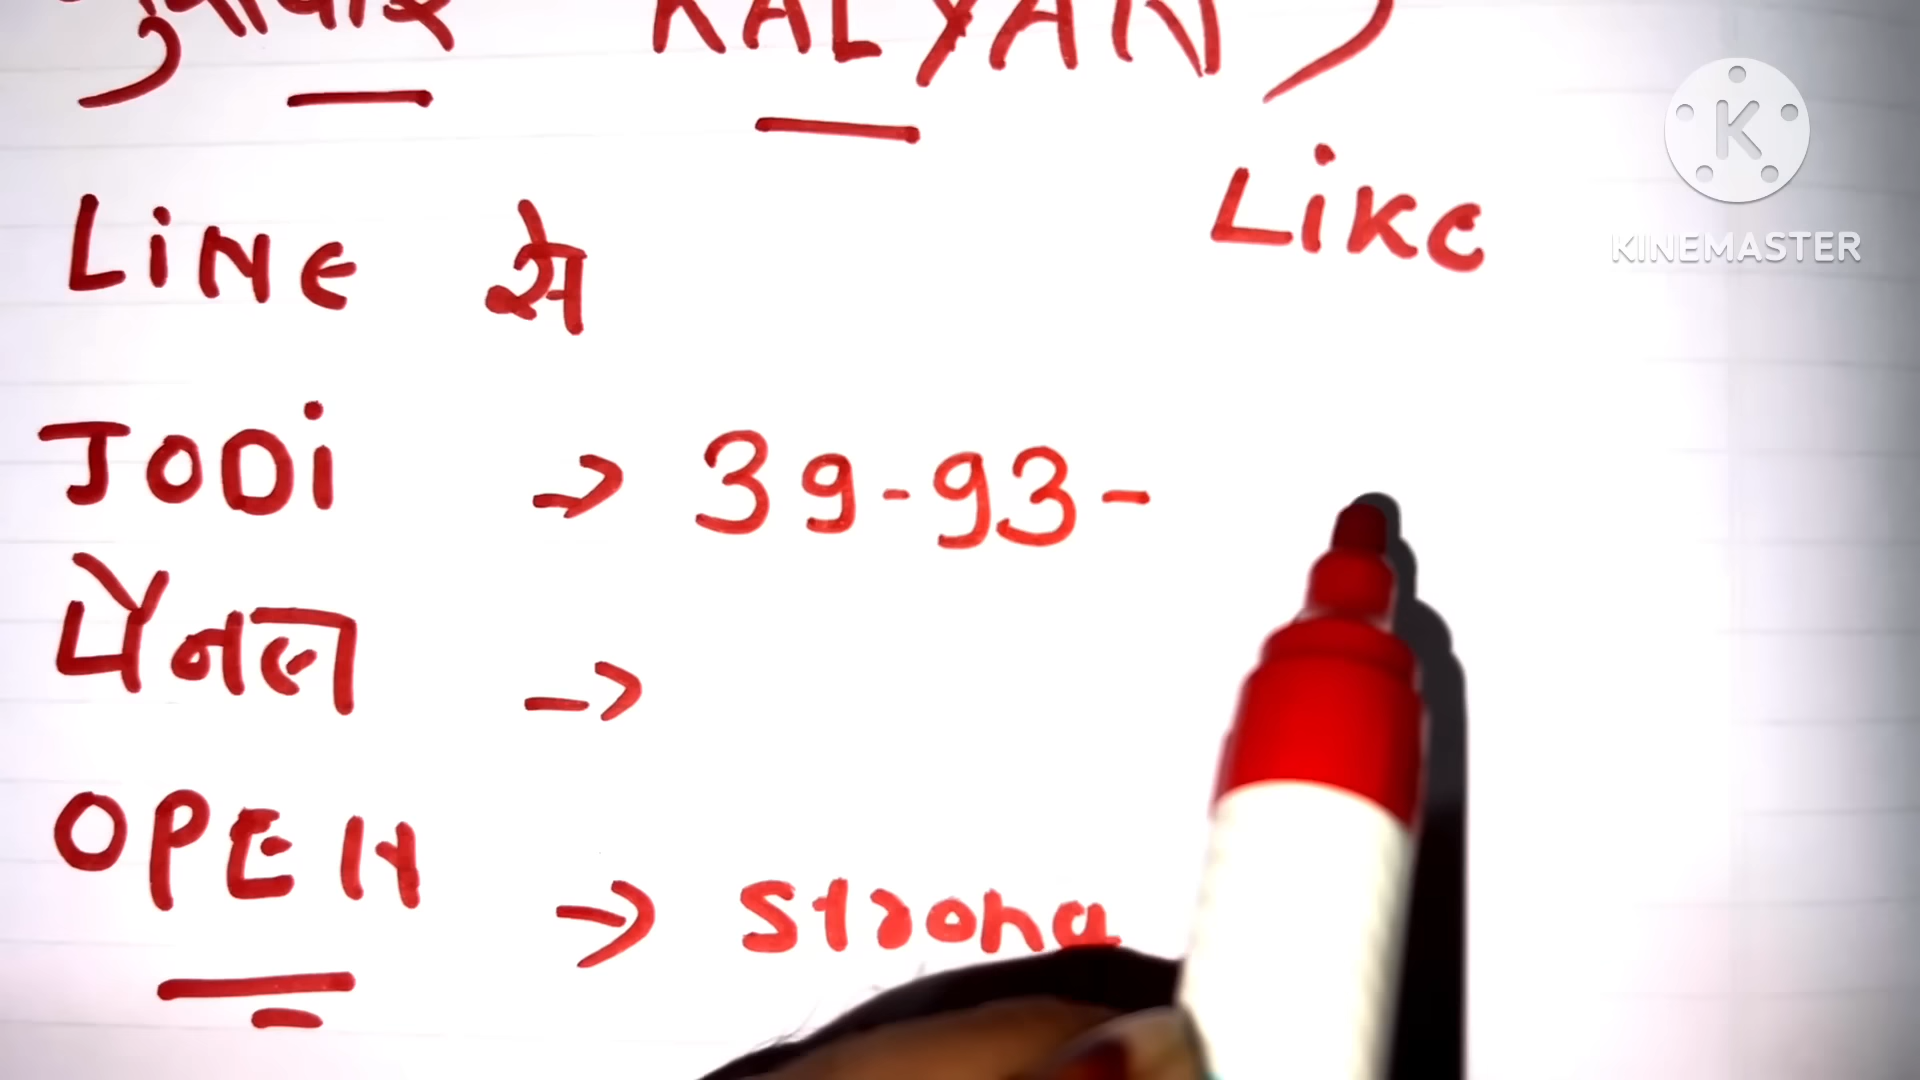 KALYAN)
Like
K
KINEMASTER
LiNe से
JODi → 39-93-
पैनल →
OPEN → Strong